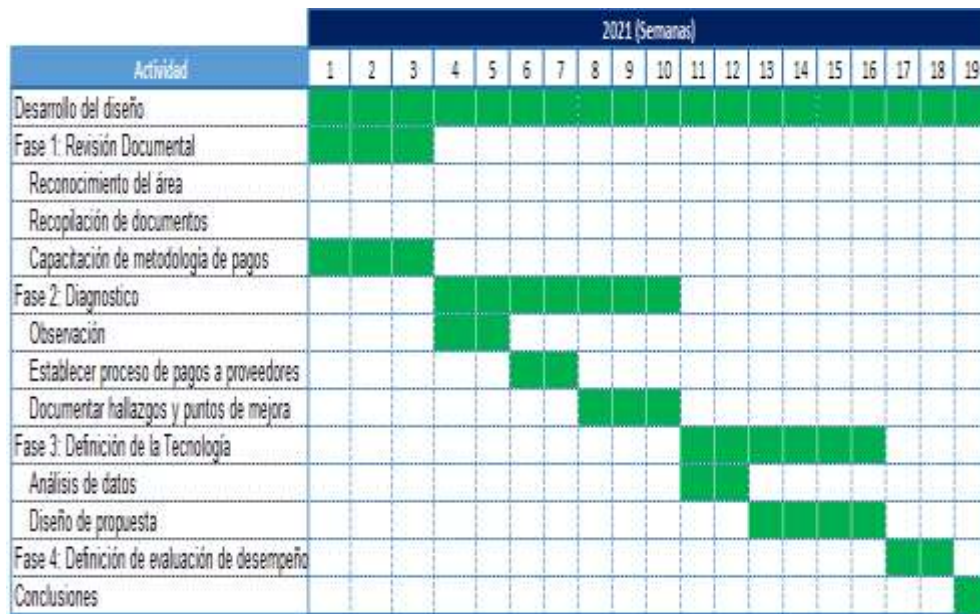 2021 (Semanas)
Actividad 1 2 3 4 5 6 7 8 9 10 11 12 13 14 15 16 17 18 19
Desarrollo del diseño
Fase 1: Revisión Documental
Reconocimiento del área
Recopilación de documentos
Capacitación de metodología de pagos
Fase 2: Diagnostico
Observación
Establecer proceso de pagos a proveedores
Documentar hallazgos y puntos de mejora
Fase 3: Definición de la Tecnología
Análisis de datos
Diseño de propuesta
Fase 4: Definición de evaluación de desempeño
Conclusiones